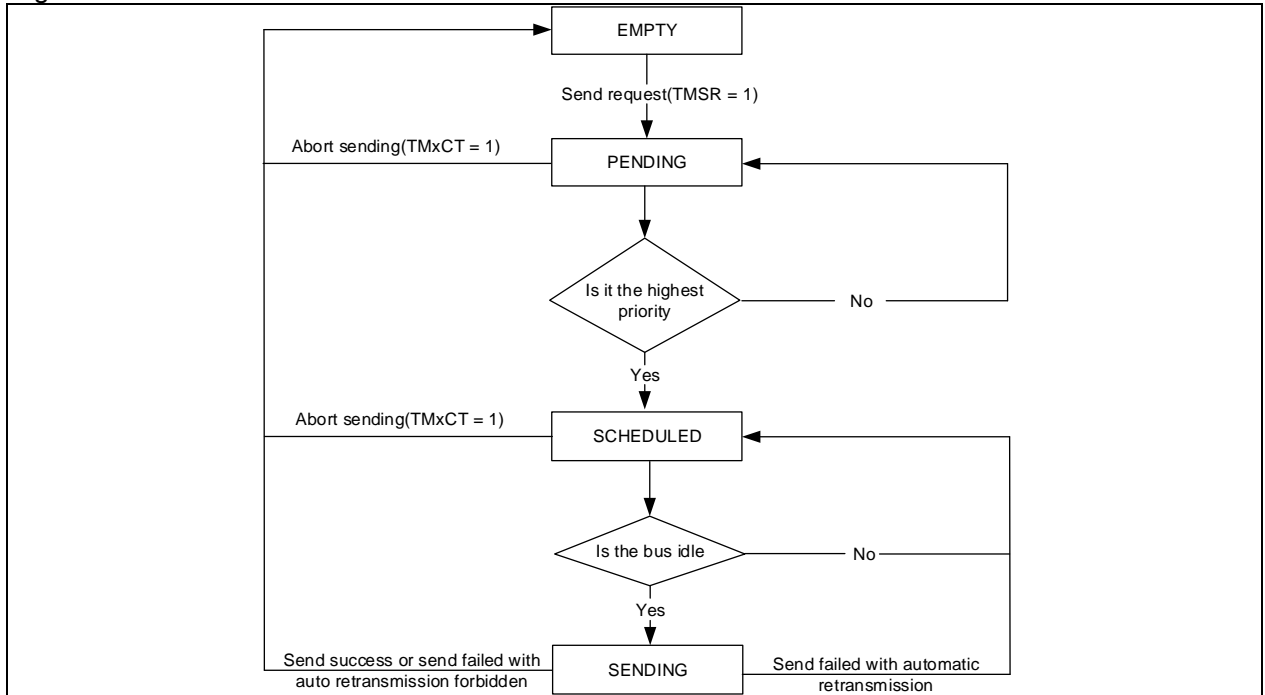 EMPTY
Send request(TMSR = 1)
Abort sending(TMxCT = 1)
PENDING
Is it the highest
priority
No
Yes
Abort sending(TMxCT = 1)
SCHEDULED
Is the bus idle
No
Yes
Send success or send failed with
auto retransmission forbidden
SENDING
Send failed with automatic
retransmission